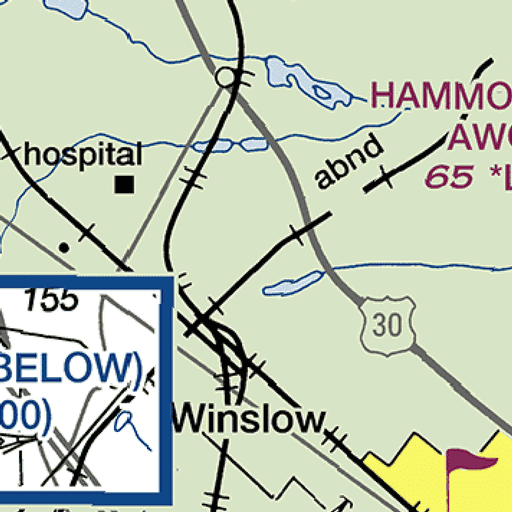 HAMMO
AWO
65 *L
hospital
abnd
155
30
BELOW)
00)
Winslow